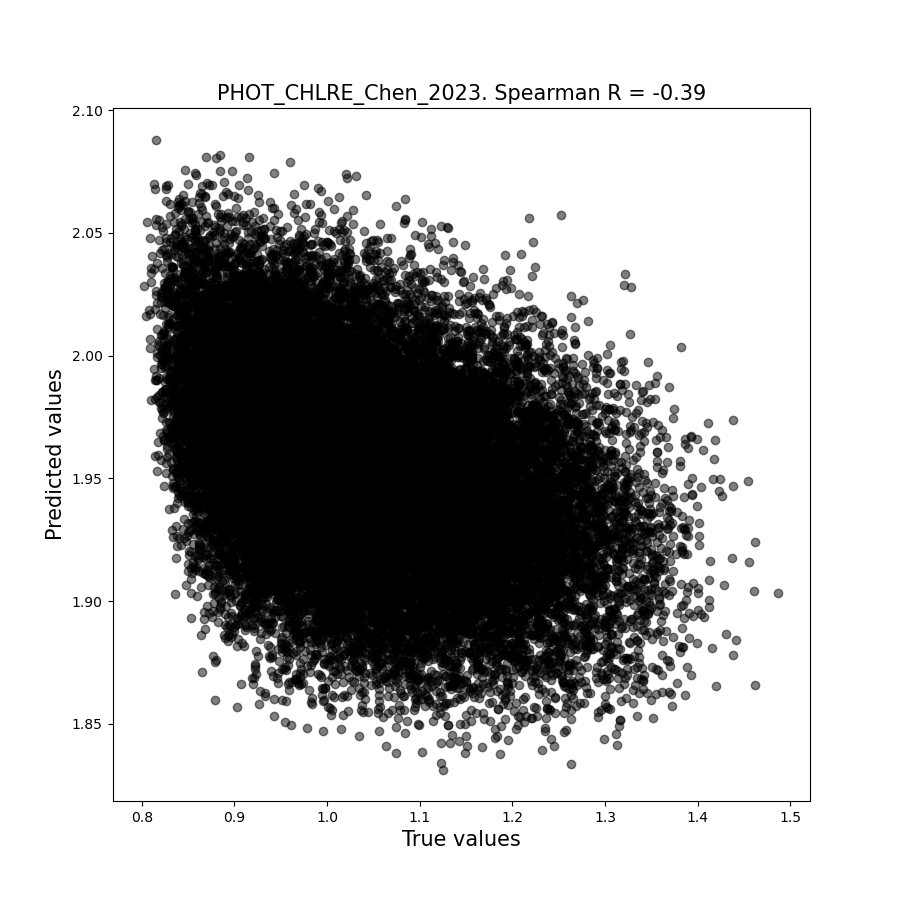 PHOT_CHLRE_Chen_2023. Spearman R = -0.39
2.10
2.05
2.00
1.95
1.90
1.85
Predicted values
0.8 0.9 1.0 1.1 1.2 1.3 1.4 1.5
True values